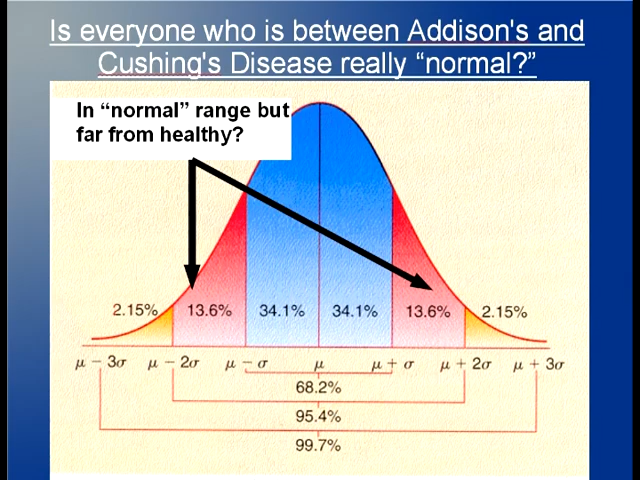 Is everyone who is between Addison's and
Cushing's Disease really “normal?”
In “normal” range but
far from healthy?
2.15% 13.6% 34.1% 34.1% 13.6% 2.15%
μ − 3σ μ − 2σ μ − σ μ μ + σ μ + 2σ μ + 3σ
68.2%
95.4%
99.7%